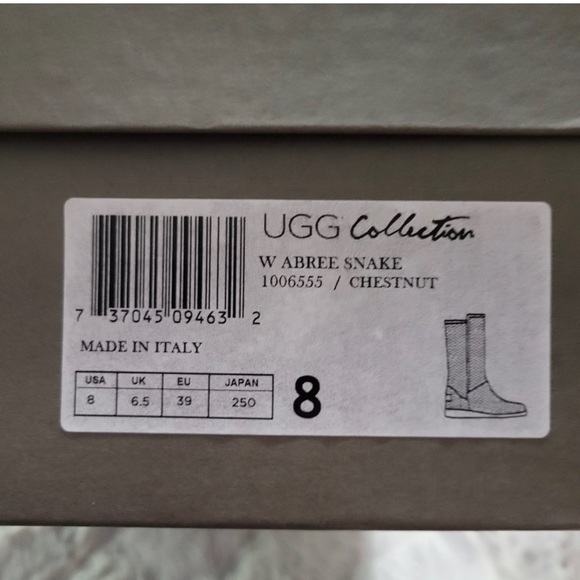 UGG Collection
W ABREE SNAKE
1006555 / CHESTNUT
7 37045 09463 2
MADE IN ITALY
USA UK EU JAPAN
8 6.5 39 250
8